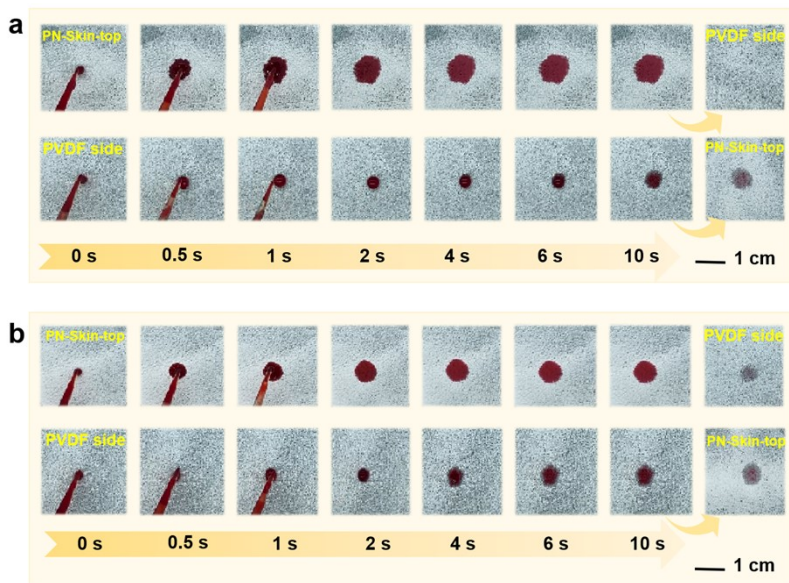 a
PN-Skin-top
PVDF side
PVDF side
PN-Skin-top
0 s 0.5 s 1 s 2 s 4 s 6 s 10 s 1 cm
b
PN-Skin-top
PVDF side
PVDF side
PN-Skin-top
0 s 0.5 s 1 s 2 s 4 s 6 s 10 s 1 cm